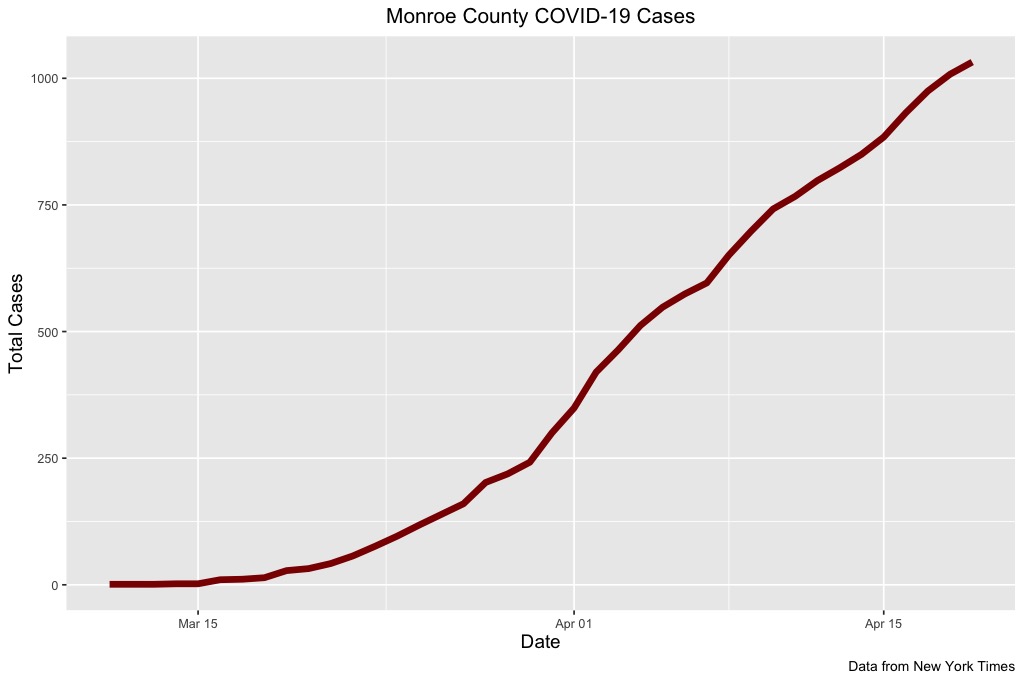 Monroe County COVID-19 Cases
1000
750
500
250
0
Total Cases
Mar 15
Apr 01
Apr 15
Date
Data from New York Times